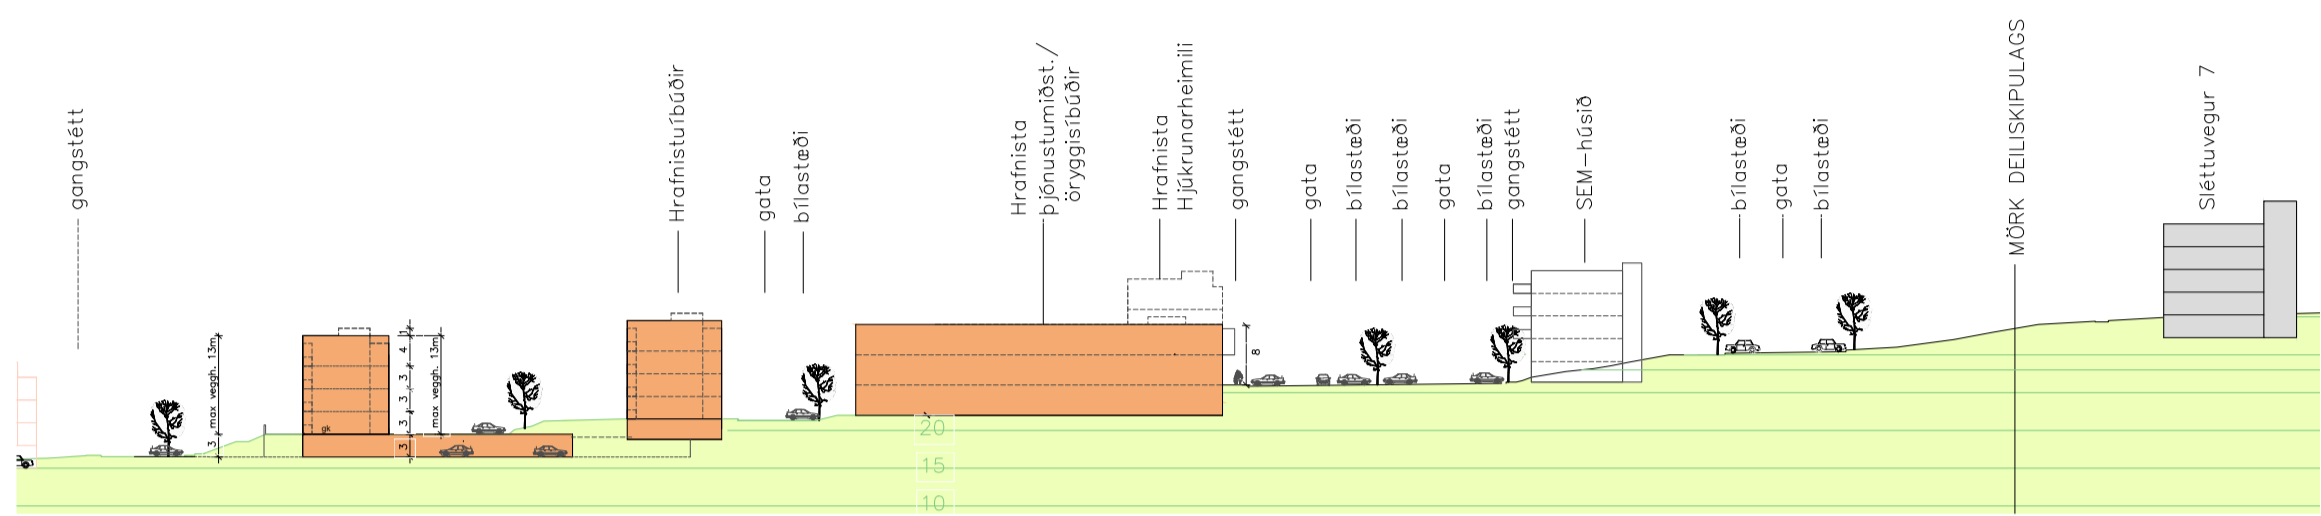 gangstétt
Hrafnistuíbúðir
gata
bílastæði
Hrafnista
þjónustumiðst./
öryggisíbúðir
Hrafnista
Hjúkrunarheimili
gangstétt
gata
bílastæði
bílastæði
gata
bílastæði
gangstétt
SEM-húsið
bílastæði
gata
bílastæði
MÖRK DEILISKIPULAGS
Sléttuvegur 7
3
max veggh. 13m
gk
1
4
3
3
3
3
max veggh. 13m
8
20
15
10